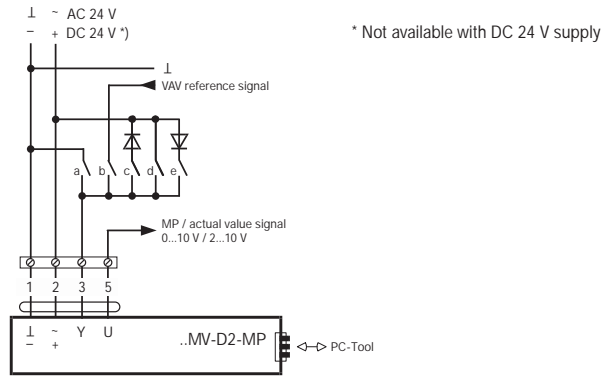 ⊥ ~ AC 24 V
− + DC 24 V *)
* Not available with DC 24 V supply
⊥
VAV reference signal
a b c d e
MP / actual value signal
0...10 V / 2...10 V
1 2 3 5
⊥ ~ Y U
− +
..MV-D2-MP
PC-Tool